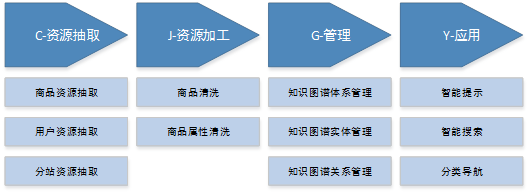 C-资源抽取
J-资源加工
G-管理
Y-应用
商品资源抽取
商品清洗
知识图谱体系管理
智能提示
用户资源抽取
商品属性清洗
知识图谱实体管理
智能搜索
分站资源抽取
知识图谱关系管理
分类导航